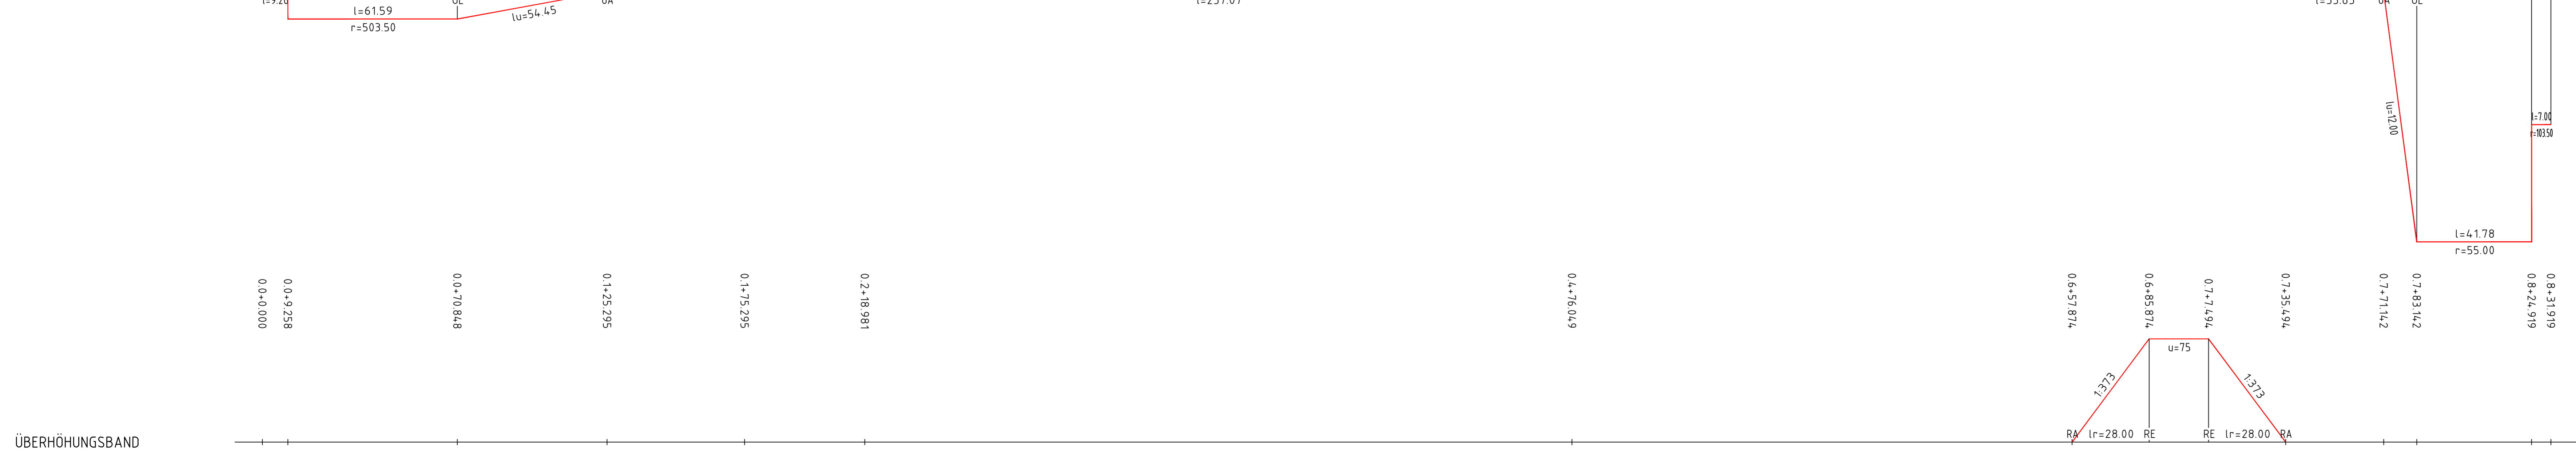 l=61.59
r=503.50
lu=54.45
lu=12.00
l=7.00
r=103.50
l=41.78
r=55.00
0.0+0.000
0.0+9.258
0.0+70.848
0.1+25.295
0.1+75.295
0.2+18.981
0.4+76.049
0.6+57.874
0.6+85.874
0.7+7.494
0.7+35.494
0.7+71.142
0.7+83.142
0.8+24.919
0.8+31.919
u=75
1:373
1:373
ÜBERHÖHUNGSBAND
RA lr=28.00 RE RE lr=28.00 RA